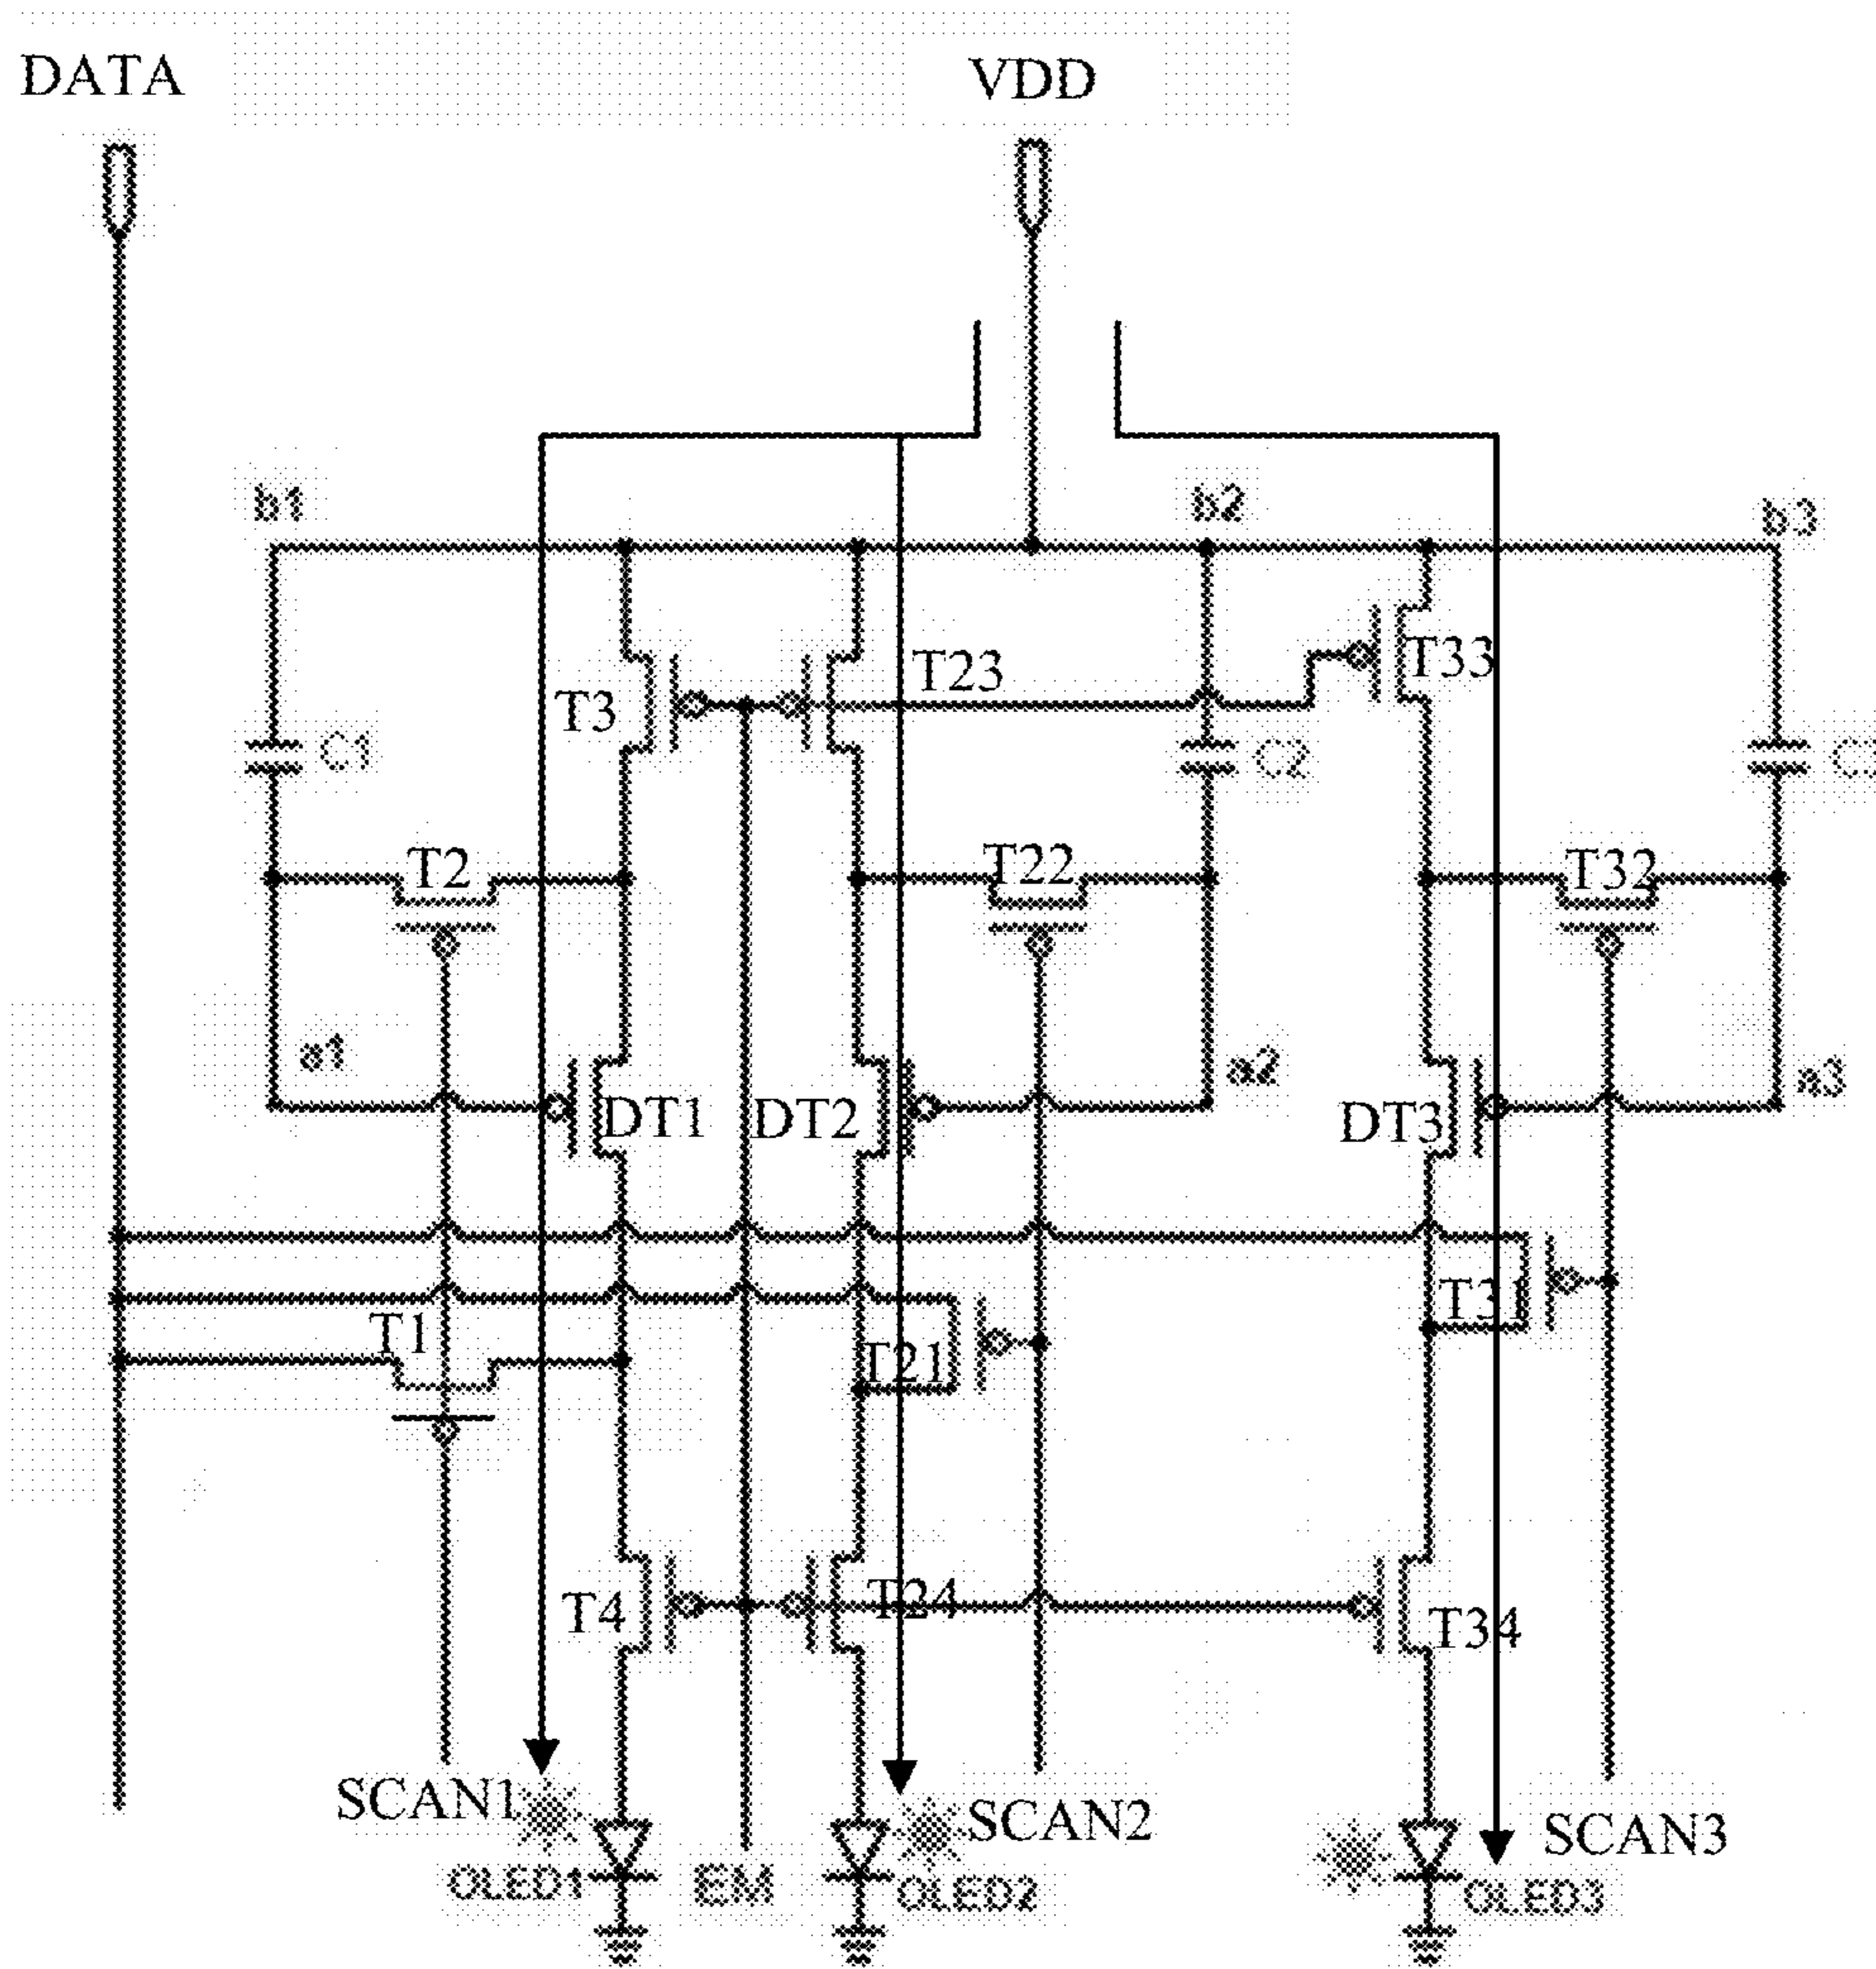 DATA
VDD
b1
b2
b3
T3
T23
T33
C1
C2
T2
T22
T32
a1
a2
a3
DT1
DT2
DT3
T1
T21
T31
T4
T24
T34
SCAN1
SCAN2
SCAN3
OLED1
EM
OLED2
OLED3